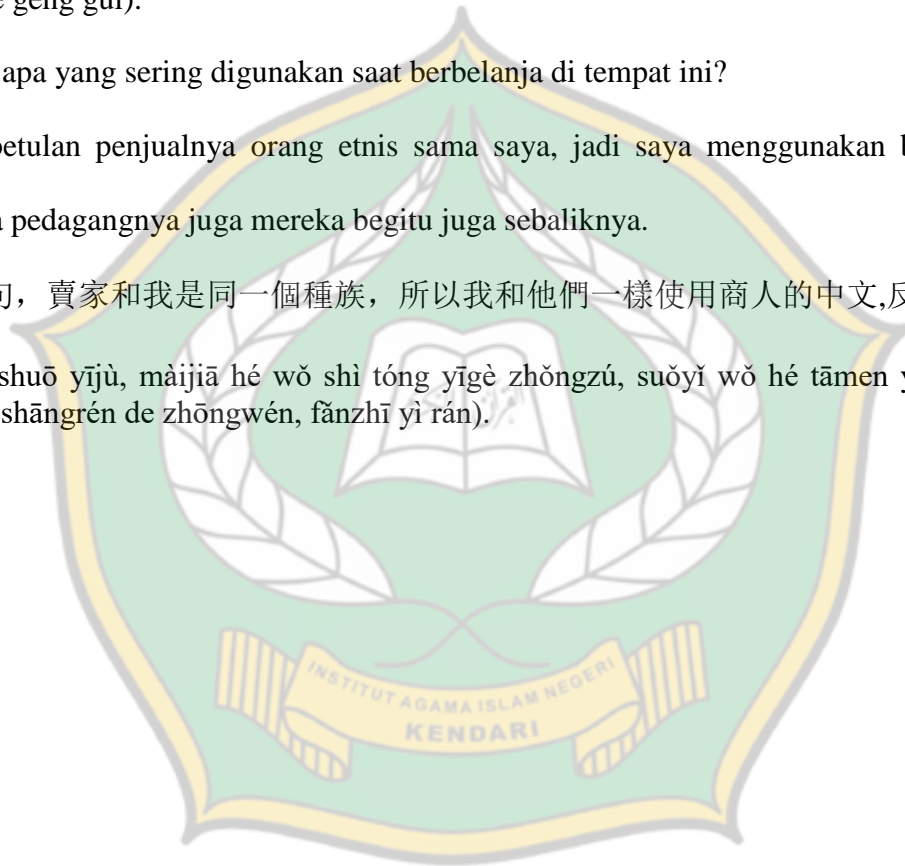 geng gui).
apa yang sering digunakan saat berbelanja di tempat ini?
penjualnya orang etnis sama saya, jadi saya menggunakan
pedagangnya juga mereka begitu juga sebaliknya.
，賣家和我是同一個種族，所以我和他們一樣使用商人的中文,反
shuō yījù, màijiā hé wǒ shì tóng yīgè zhǒngzú, suǒyǐ wǒ hé tāmen
shāngrén de zhōngwén, fǎnzhī yì rán).
INSTITUT AGAMA ISLAM NEGERI
KENDARI